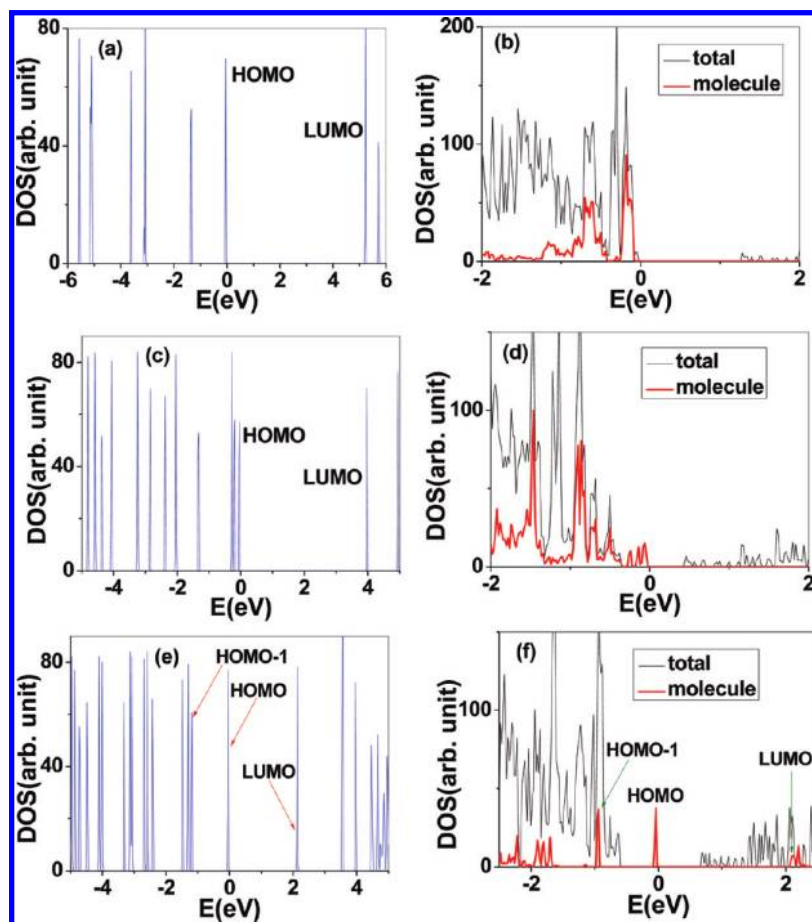 (a)
HOMO
LUMO
DOS(arb. unit)
80
40
0
-6 -4 -2 0 2 4 6
E(eV)
(b)
total
molecule
DOS(arb. unit)
200
100
0
-2 0 2
E(eV)
(c)
HOMO
LUMO
DOS(arb. unit)
80
40
0
-4 -2 0 2 4
E(eV)
(d)
total
molecule
DOS(arb. unit)
100
0
-2 -1 0 1 2
E(eV)
(e)
HOMO-1
HOMO
LUMO
DOS(arb. unit)
80
40
0
-4 -2 0 2 4
E(eV)
(f)
total
molecule
HOMO-1
HOMO
LUMO
DOS(arb. unit)
100
0
-2 0 2
E(eV)